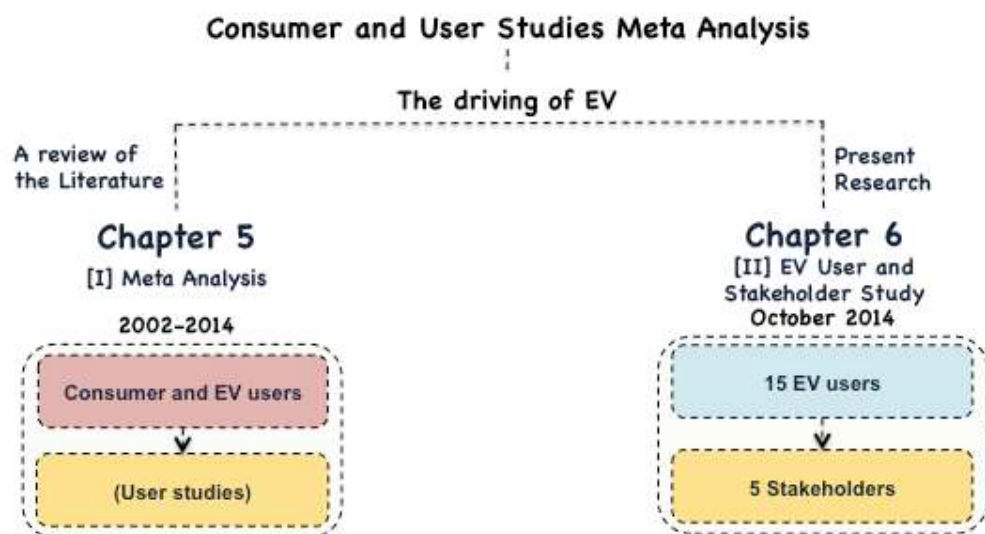 Consumer and User Studies Meta Analysis
The driving of EV
A review of
the Literature
Chapter 5
[I] Meta Analysis
2002-2014
Consumer and EV users
(User studies)
Present
Research
Chapter 6
[II] EV User and
Stakeholder Study
October 2014
15 EV users
5 Stakeholders